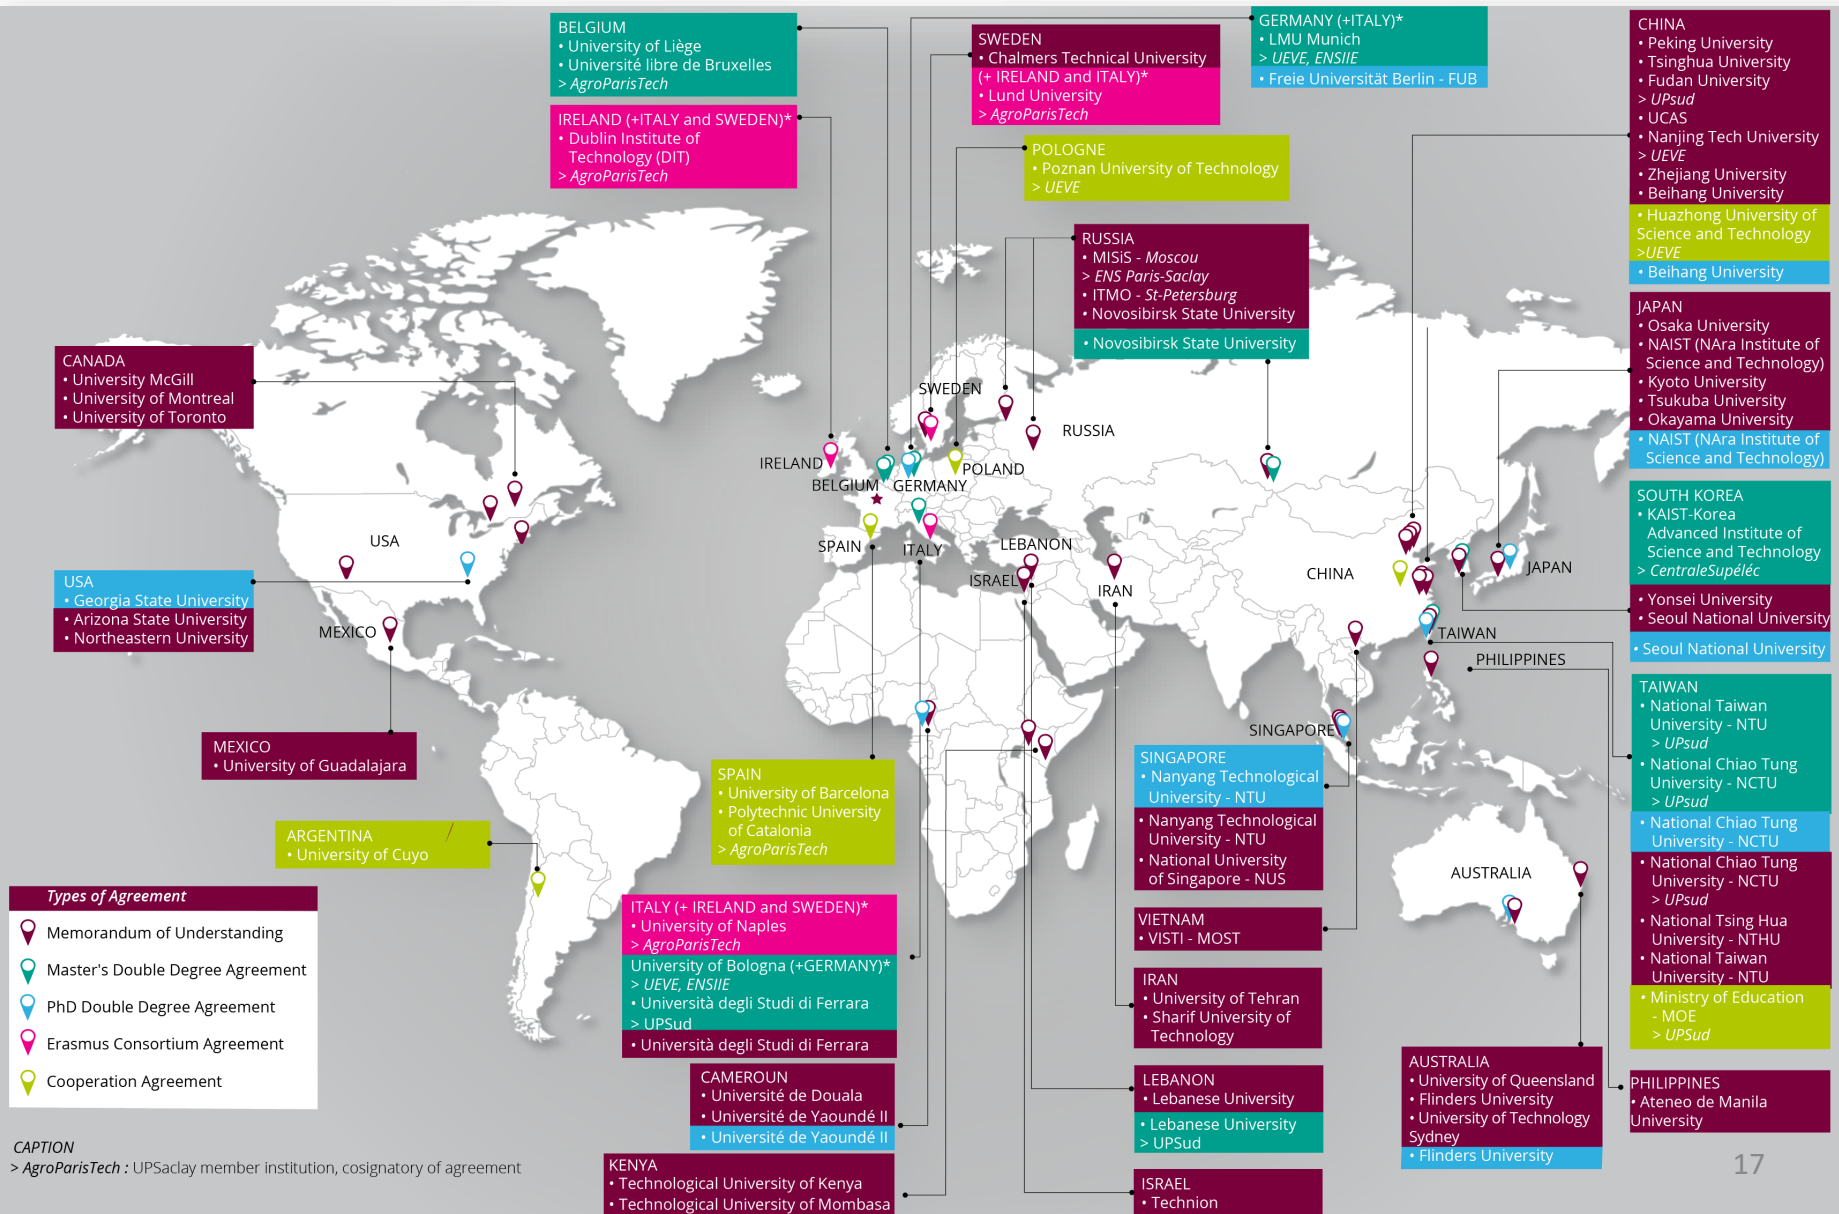 BELGIUM
• University of Liège
• Université libre de Bruxelles
> AgroParisTech
IRELAND (+ITALY and SWEDEN)*
• Dublin Institute of
Technology (DIT)
> AgroParisTech
SWEDEN
• Chalmers Technical University
(+ IRELAND and ITALY)*
• Lund University
> AgroParisTech
GERMANY (+ITALY)*
• LMU Munich
> UEVE, ENSIIE
• Freie Universität Berlin - FUB
POLOGNE
• Poznan University of Technology
> UEVE
RUSSIA
• MISiS - Moscou
> ENS Paris-Saclay
• ITMO - St-Petersburg
• Novosibirsk State University
• Novosibirsk State University
CHINA
• Peking University
• Tsinghua University
• Fudan University
> UPsud
• UCAS
• Nanjing Tech University
> UEVE
• Zhejiang University
• Beihang University
• Huazhong University of
Science and Technology
>UEVE
• Beihang University
JAPAN
• Osaka University
• NAIST (NAra Institute of
Science and Technology)
• Kyoto University
• Tsukuba University
• Okayama University
• NAIST (NAra Institute of
Science and Technology)
SOUTH KOREA
• KAIST-Korea
Advanced Institute of
Science and Technology
> CentraleSupéléc
• Yonsei University
• Seoul National University
• Seoul National University
TAIWAN
• National Taiwan
University - NTU
> UPsud
• National Chiao Tung
University - NCTU
> UPsud
• National Chiao Tung
University - NCTU
• National Chiao Tung
University - NCTU
> UPsud
• National Tsing Hua
University - NTHU
• National Taiwan
University - NTU
• Ministry of Education
- MOE
> UPSud
PHILIPPINES
• Ateneo de Manila
University
CANADA
• University McGill
• University of Montreal
• University of Toronto
USA
• Georgia State University
• Arizona State University
• Northeastern University
MEXICO
• University of Guadalajara
ARGENTINA
• University of Cuyo
SPAIN
• University of Barcelona
• Polytechnic University
of Catalonia
> AgroParisTech
ITALY (+ IRELAND and SWEDEN)*
• University of Naples
> AgroParisTech
University of Bologna (+GERMANY)*
> UEVE, ENSIIE
• Università degli Studi di Ferrara
> UPSud
• Università degli Studi di Ferrara
CAMEROUN
• Université de Douala
• Université de Yaoundé II
• Université de Yaoundé II
KENYA
• Technological University of Kenya
• Technological University of Mombasa
SINGAPORE
• Nanyang Technological
University - NTU
• Nanyang Technological
University - NTU
• National University
of Singapore - NUS
VIETNAM
• VISTI - MOST
IRAN
• University of Tehran
• Sharif University of
Technology
LEBANON
• Lebanese University
• Lebanese University
> UPSud
ISRAEL
• Technion
AUSTRALIA
• University of Queensland
• Flinders University
• University of Technology
Sydney
• Flinders University
SWEDEN
RUSSIA
IRELAND
POLAND
BELGIUM
GERMANY
SPAIN
ITALY
LEBANON
ISRAEL
IRAN
CHINA
JAPAN
TAIWAN
PHILIPPINES
SINGAPORE
AUSTRALIA
USA
MEXICO
Types of Agreement
Memorandum of Understanding
Master's Double Degree Agreement
PhD Double Degree Agreement
Erasmus Consortium Agreement
Cooperation Agreement
CAPTION
> AgroParisTech : UPSaclay member institution, cosignatory of agreement
17